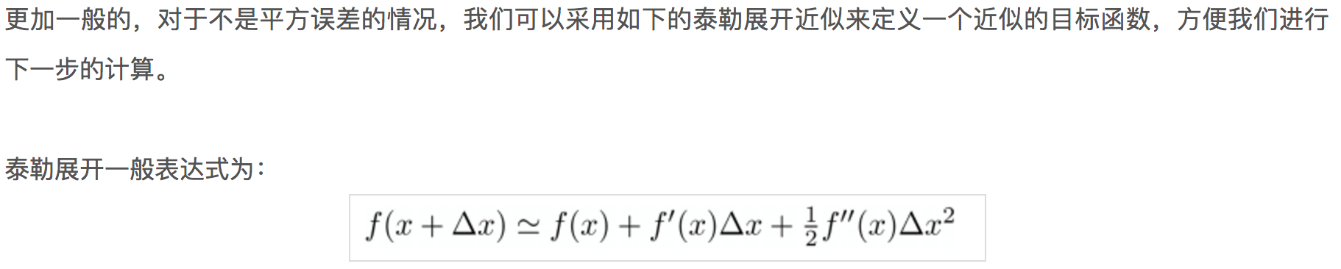 更加一般的，对于不是平方误差的情况，我们可以采用如下的泰勒展开近似来定义一个近似的目标函数，方便我们进行
下一步的计算。
泰勒展开一般表达式为：
f(x + Δx) ≃ f(x) + f′(x)Δx + ½f″(x)Δx²